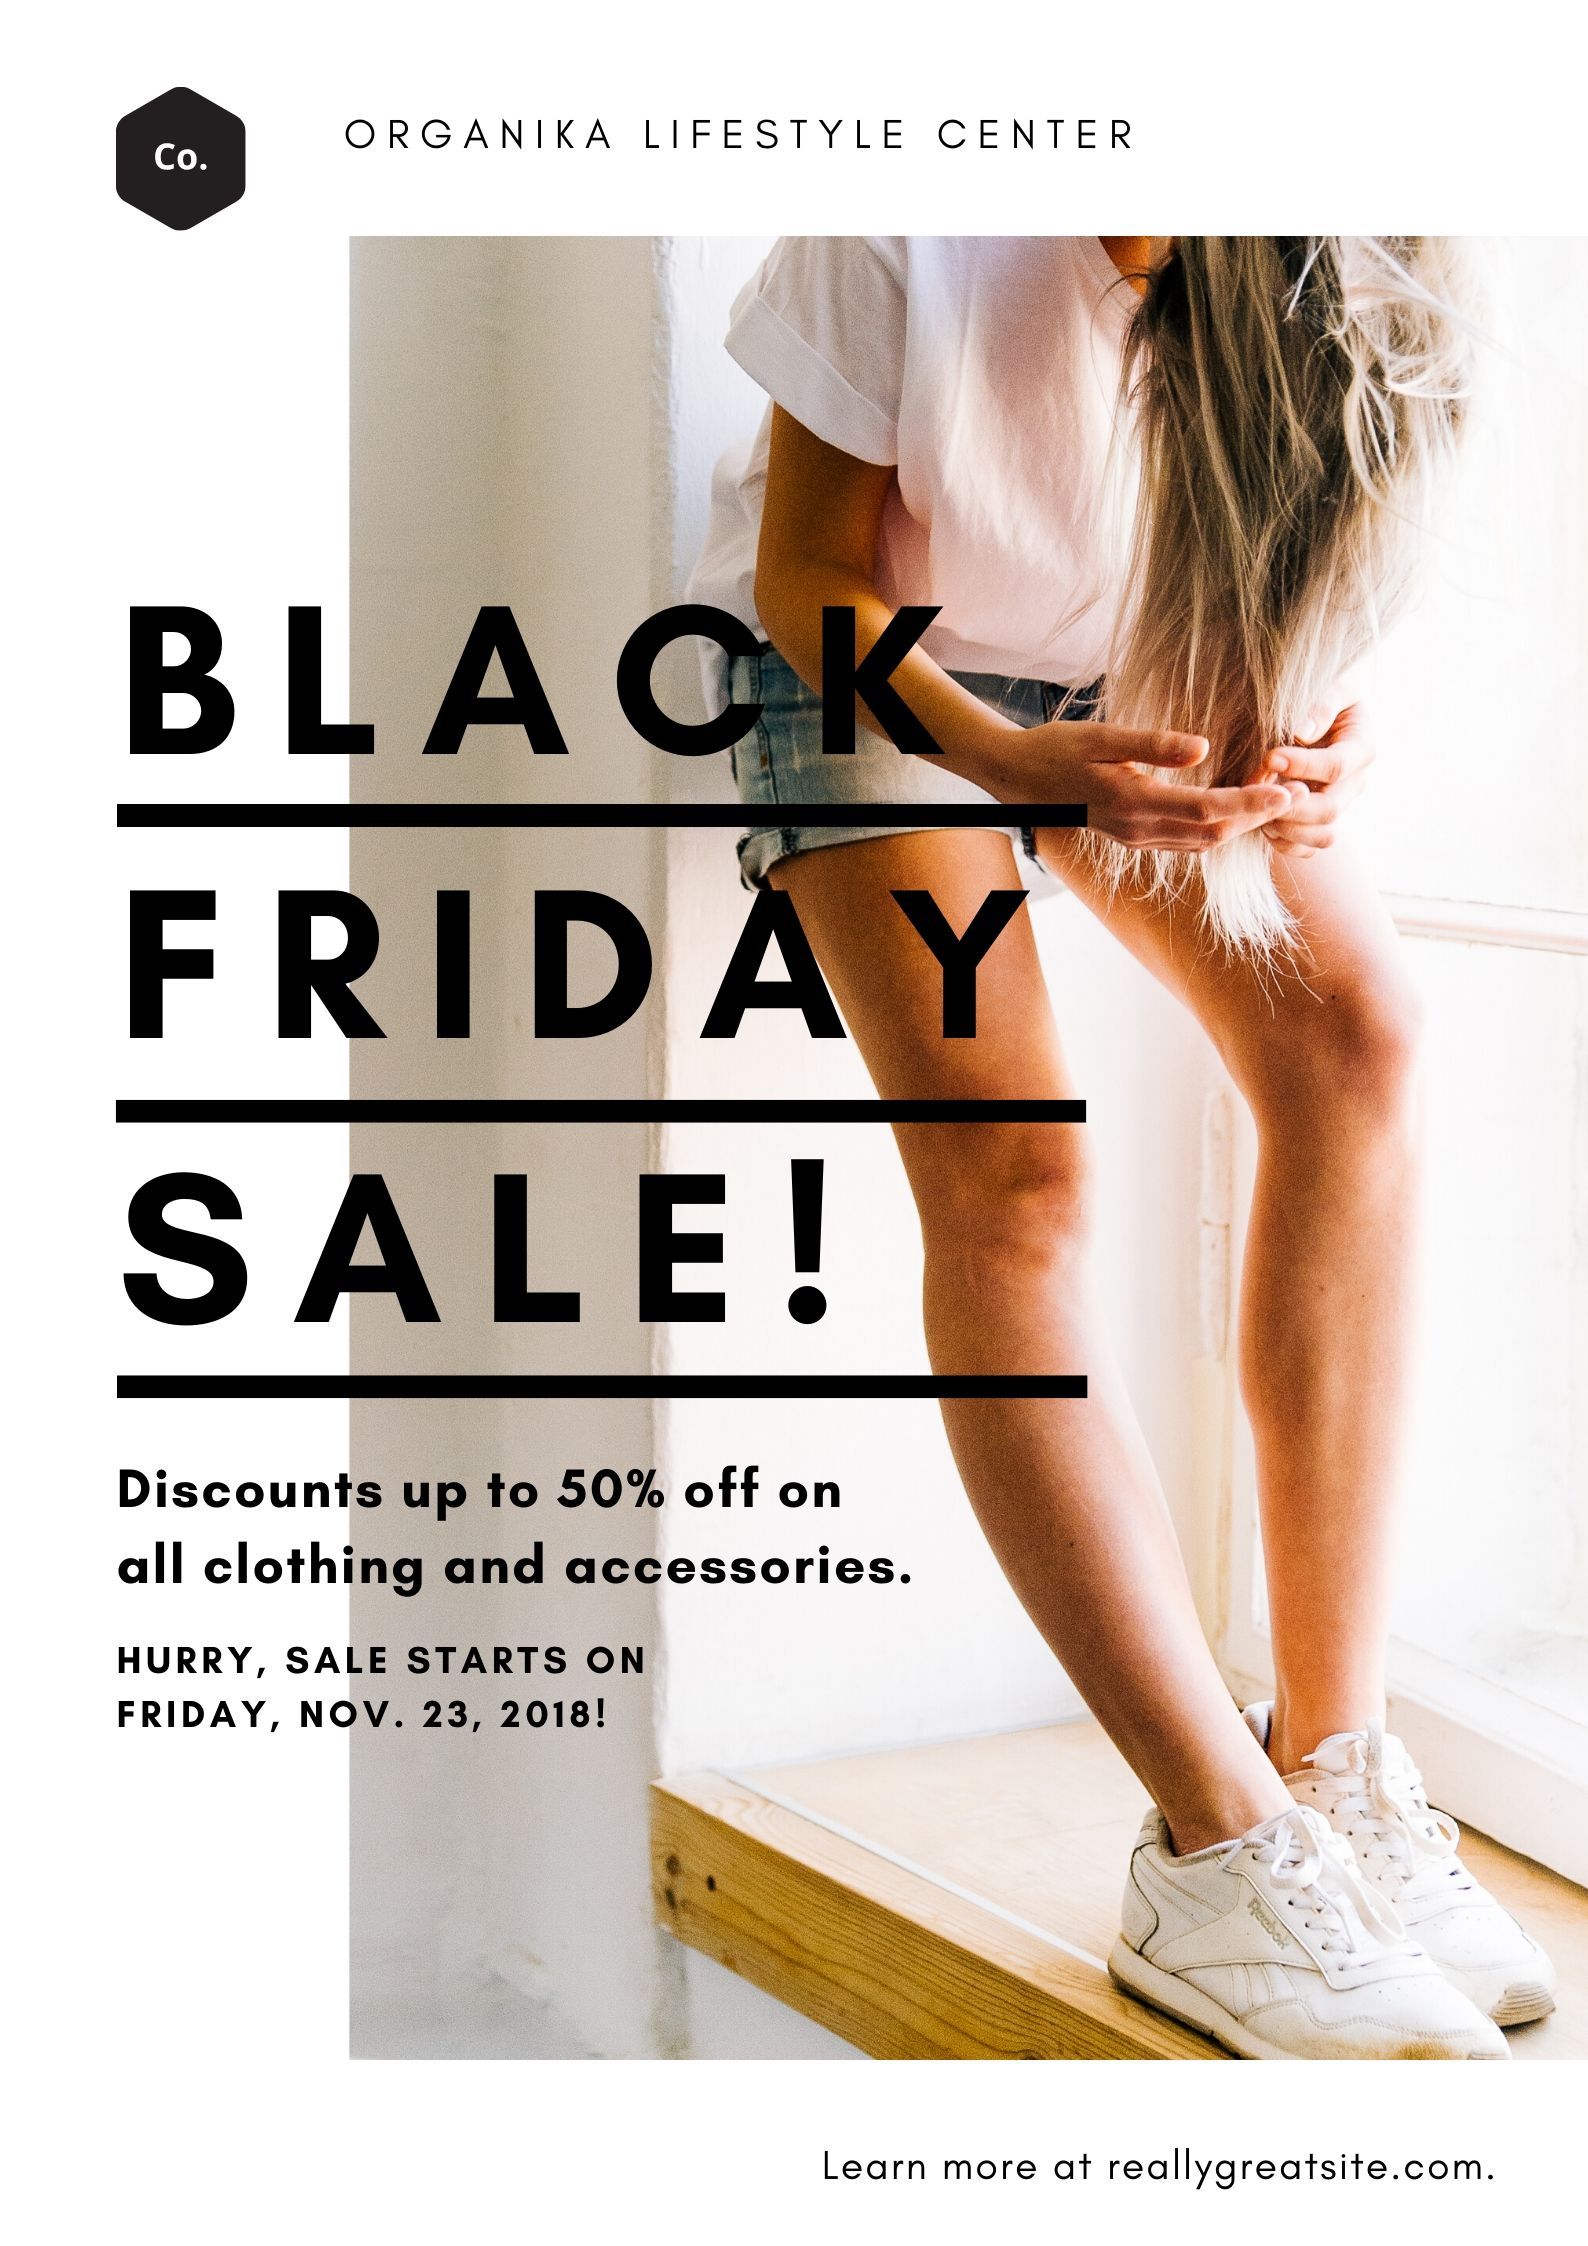 Co.
ORGANIKA LIFESTYLE CENTER
BLACK
FRIDAY
SALE!
Discounts up to 50% off on
all clothing and accessories.
HURRY, SALE STARTS ON
FRIDAY, NOV. 23, 2018!
Reebok
Learn more at reallygreatsite.com.